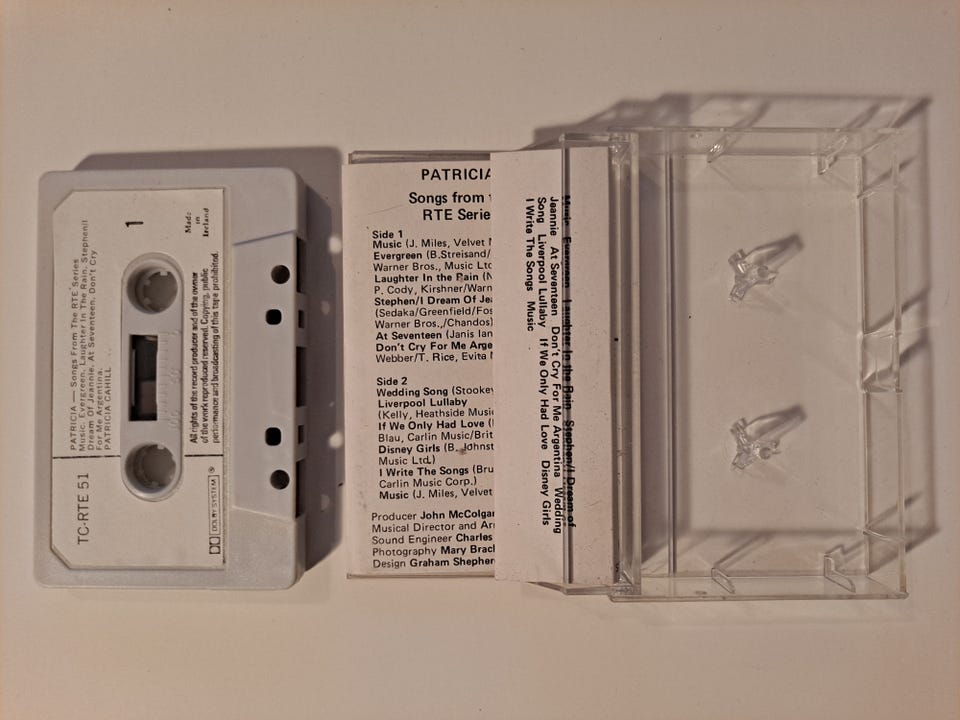 PATRICIA — Songs From The RTE Series
Music. Evergreen. Laughter In The Rain. Stephen/I
Dream Of Jeannie. At Seventeen. Don't Cry
For Me Argentina.
PATRICIA CAHILL
1
Made
in
Ireland
All rights of the record producer and of the owner
of the work reproduced reserved. Copying, public
performance and broadcasting of this tape prohibited.
TC-RTE 51
DOLBY SYSTEM ®
PATRICIA
Songs from
RTE Serie
Side 1
Music (J. Miles, Velvet
Evergreen (B.Streisand/
Warner Bros., Music Ltd
Laughter In the Rain (N
P. Cody, Kirshner/Warn
Stephen/I Dream Of Jea
(Sedaka/Greenfield/Fos
Warner Bros.,/Chandos)
At Seventeen (Janis Ian
Don't Cry For Me Arge
Webber/T. Rice, Evita
Side 2
Wedding Song (Stookey
Liverpool Lullaby
(Kelly, Heathside Music
If We Only Had Love (
Blau, Carlin Music/Brit
Disney Girls (B. Johnst
Music Ltd.)
I Write The Songs (Bru
Carlin Music Corp.)
Music (J. Miles, Velvet
Producer John McColgan
Musical Director and Arr
Sound Engineer Charles
Photography Mary Brach
Design Graham Shepher
Music Evergreen Laughter In the Rain Stephen/I Dream of
Jeannie At Seventeen Don't Cry For Me Argentina Wedding
Song Liverpool Lullaby If We Only Had Love Disney Girls
I Write The Songs Music